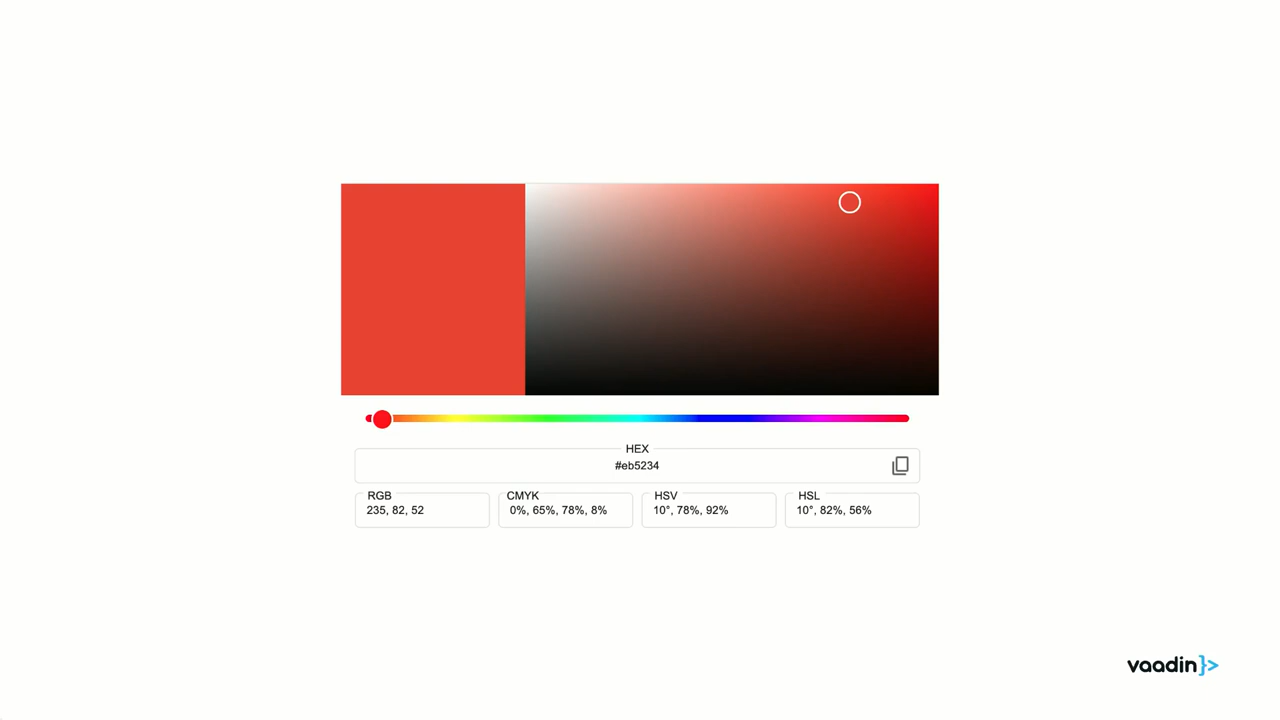 HEX
#eb5234
RGB
235, 82, 52
CMYK
0%, 65%, 78%, 8%
HSV
10°, 78%, 92%
HSL
10°, 82%, 56%
vaadin}>